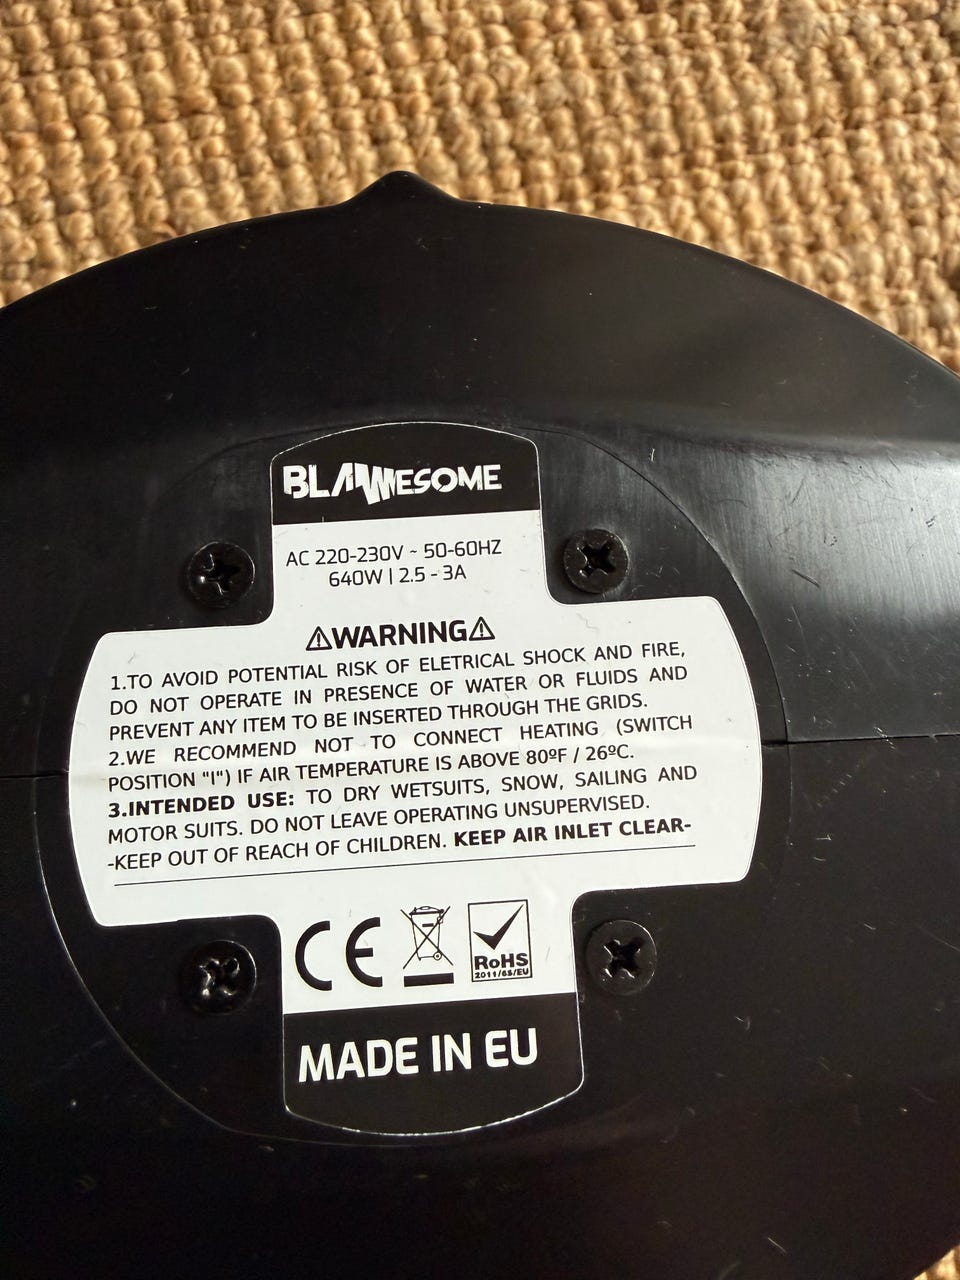 BLAWESOME
AC 220-230V ~ 50-60HZ
640W | 2.5 - 3A
⚠WARNING⚠
1.TO AVOID POTENTIAL RISK OF ELETRICAL SHOCK AND FIRE,
DO NOT OPERATE IN PRESENCE OF WATER OR FLUIDS AND
PREVENT ANY ITEM TO BE INSERTED THROUGH THE GRIDS.
2.WE RECOMMEND NOT TO CONNECT HEATING (SWITCH
POSITION "I") IF AIR TEMPERATURE IS ABOVE 80ºF / 26ºC.
3.INTENDED USE: TO DRY WETSUITS, SNOW, SAILING AND
MOTOR SUITS. DO NOT LEAVE OPERATING UNSUPERVISED.
-KEEP OUT OF REACH OF CHILDREN. KEEP AIR INLET CLEAR-
CE
RoHS
2011/65/EU
MADE IN EU